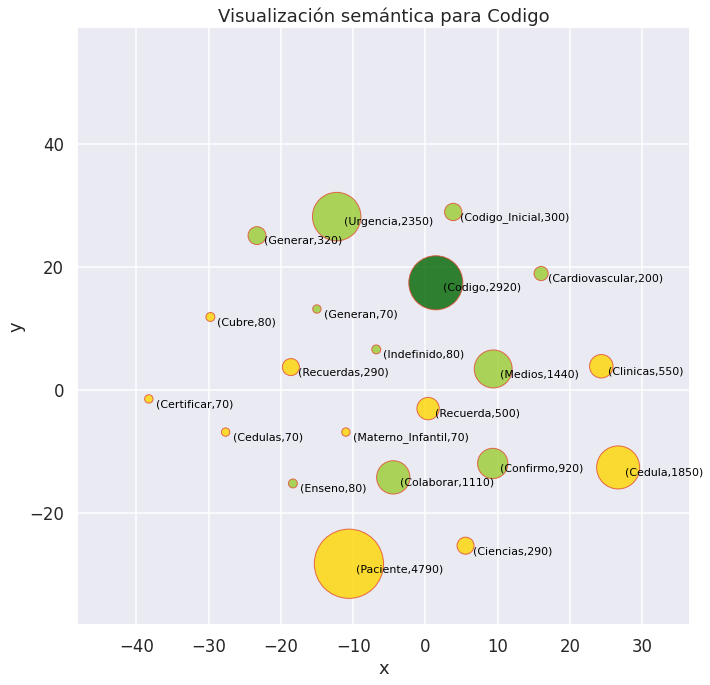 Visualización semántica para Codigo
y
40
20
0
−20
(Codigo_Inicial,300)
(Urgencia,2350)
(Generar,320)
(Cardiovascular,200)
(Codigo,2920)
(Generan,70)
(Cubre,80)
(Indefinido,80)
(Clinicas,550)
(Recuerdas,290)
(Medios,1440)
(Certificar,70)
(Recuerda,500)
(Cedulas,70)
(Materno_Infantil,70)
(Confirmo,920)
(Cedula,1850)
(Colaborar,1110)
(Enseno,80)
(Ciencias,290)
(Paciente,4790)
−40 −30 −20 −10 0 10 20 30
x